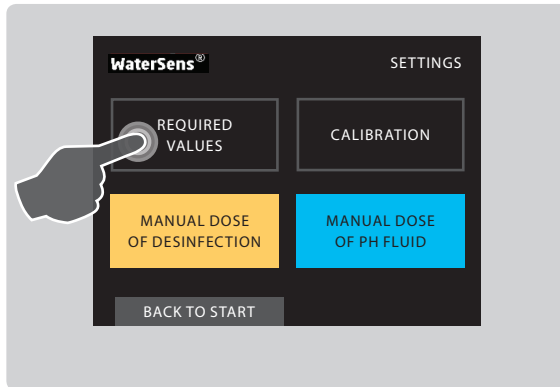 WaterSens® SETTINGS
REQUIRED
VALUES
CALIBRATION
MANUAL DOSE
OF DESINFECTION
MANUAL DOSE
OF PH FLUID
BACK TO START